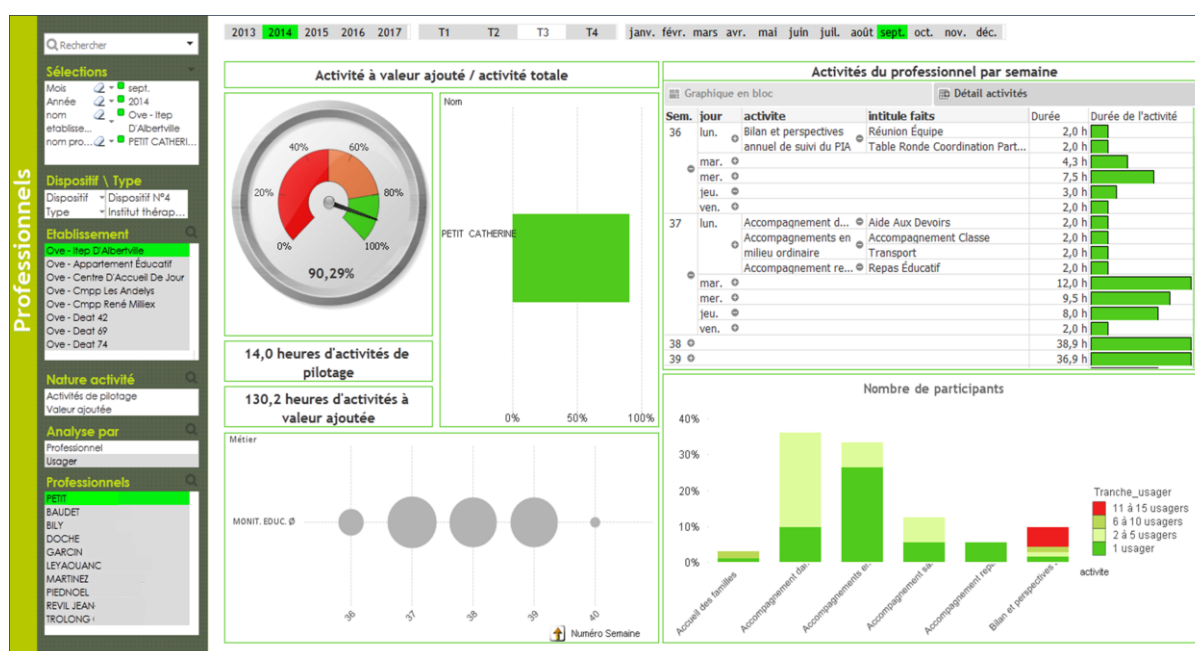 Professionnels
Rechercher
Sélections
Mois sept.
Année 2014
nom Ove - Itep
etablisse... D'Albertville
nom pro... PETIT CATHERI...
Dispositif \ Type
Dispositif Dispositif N°4
Type Institut thérap...
Etablissement
Ove - Itep D'Albertville
Ove - Appartement Éducatif
Ove - Centre D'Accueil De Jour
Ove - Cmpp Les Andelys
Ove - Cmpp René Milliex
Ove - Deat 42
Ove - Deat 69
Ove - Deat 74
Nature activité
Activités de pilotage
Valeur ajoutée
Analyse par
Professionnel
Usager
Professionnels
PETIT
BAUDET
BILY
DOCHE
GARCIN
LEYAOUANC
MARTINEZ
PIEDNOEL
REVIL JEAN-
TROLONG
2013 2014 2015 2016 2017 T1 T2 T3 T4 janv. févr. mars avr. mai juin juil. août sept. oct. nov. déc.
Activité à valeur ajouté / activité totale
0% 20% 40% 60% 80% 100%
90,29%
14,0 heures d'activités de
pilotage
130,2 heures d'activités à
valeur ajoutée
Nom
PETIT CATHERINE
0% 50% 100%
Métier
MONIT. EDUC. Ø
36 37 38 39 40
Numéro Semaine
Activités du professionnel par semaine
Graphique en bloc Détail activités
Sem. jour activite intitule faits Durée Durée de l'activité
36 lun. Bilan et perspectives Réunion Équipe 2,0 h
annuel de suivi du PIA Table Ronde Coordination Part... 2,0 h
mar. 4,3 h
mer. 7,5 h
jeu. 3,0 h
ven. 2,0 h
37 lun. Accompagnement d... Aide Aux Devoirs 2,0 h
Accompagnements en Accompagnement Classe 2,0 h
milieu ordinaire Transport 2,0 h
Accompagnement re... Repas Éducatif 2,0 h
mar. 12,0 h
mer. 9,5 h
jeu. 8,0 h
ven. 2,0 h
38 38,9 h
39 36,9 h
Nombre de participants
40%
30%
20%
10%
0%
Accueil des familles
Accompagnement dan.
Accompagnements en
Accompagnement sa
Accompagnement repa
Bilan et perspectives
activite
Tranche_usager
11 à 15 usagers
6 à 10 usagers
2 à 5 usagers
1 usager